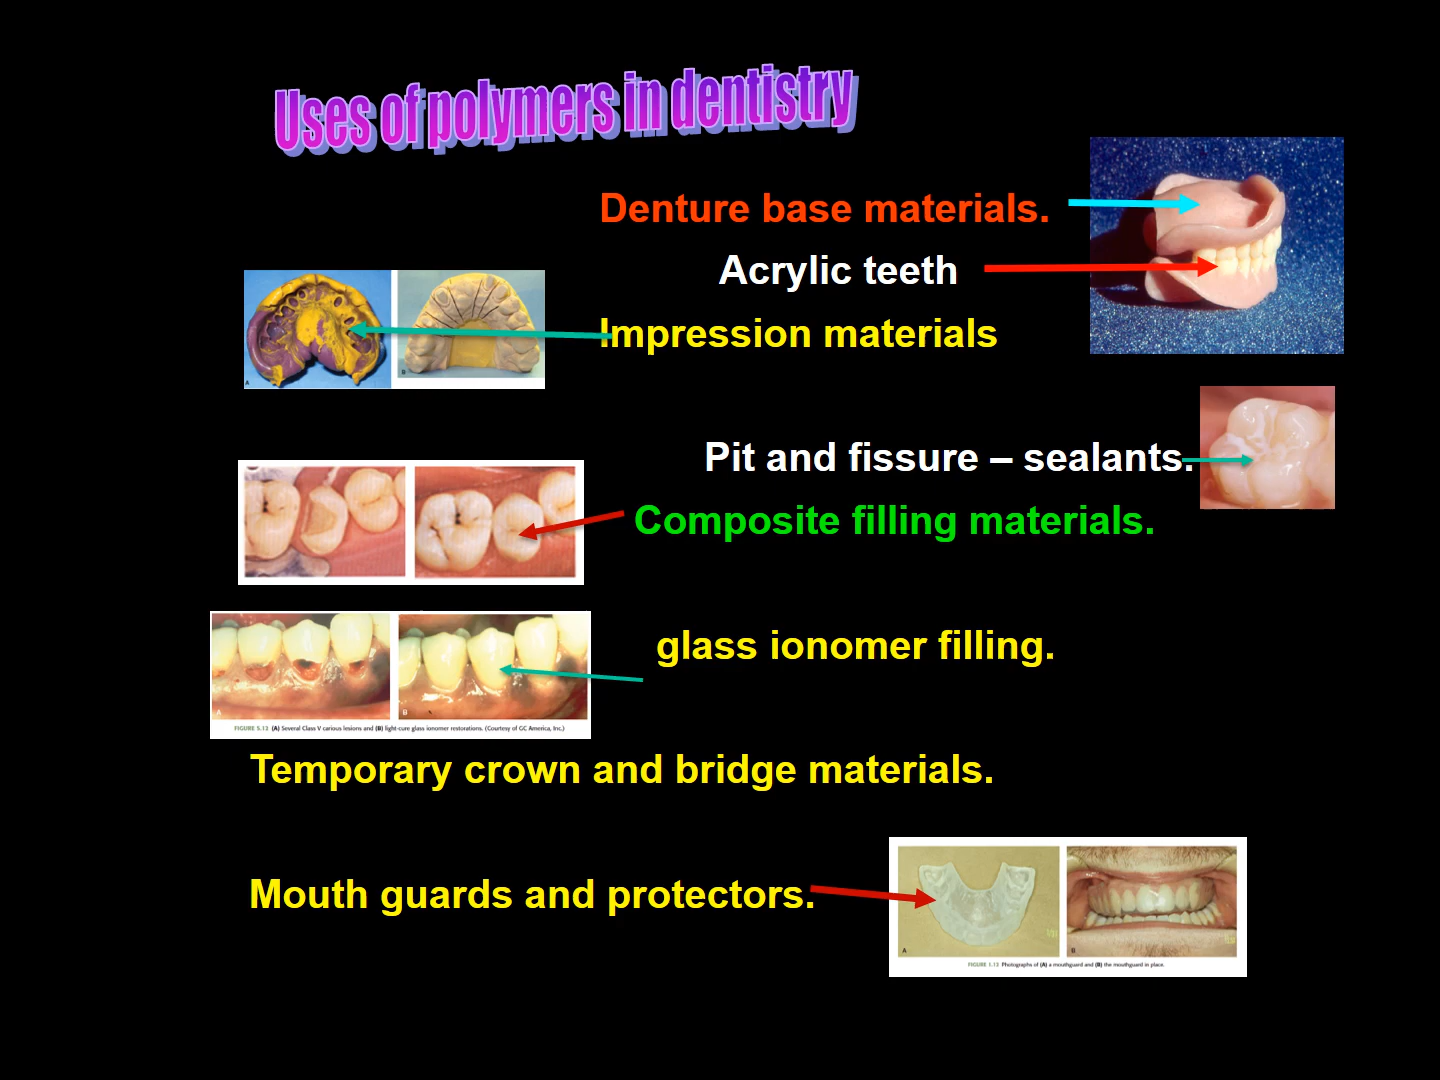 Uses of polymers in dentistry
Denture base materials.
Acrylic teeth
Impression materials
A
B
Pit and fissure – sealants.
Composite filling materials.
glass ionomer filling.
A
B
FIGURE 5.13 (A) Several Class V carious lesions and (B) light-cure glass ionomer restorations. (Courtesy of GC America, Inc.)
Temporary crown and bridge materials.
Mouth guards and protectors.
A
B
FIGURE 1.13 Photographs of (A) a mouthguard and (B) the mouthguard in place.